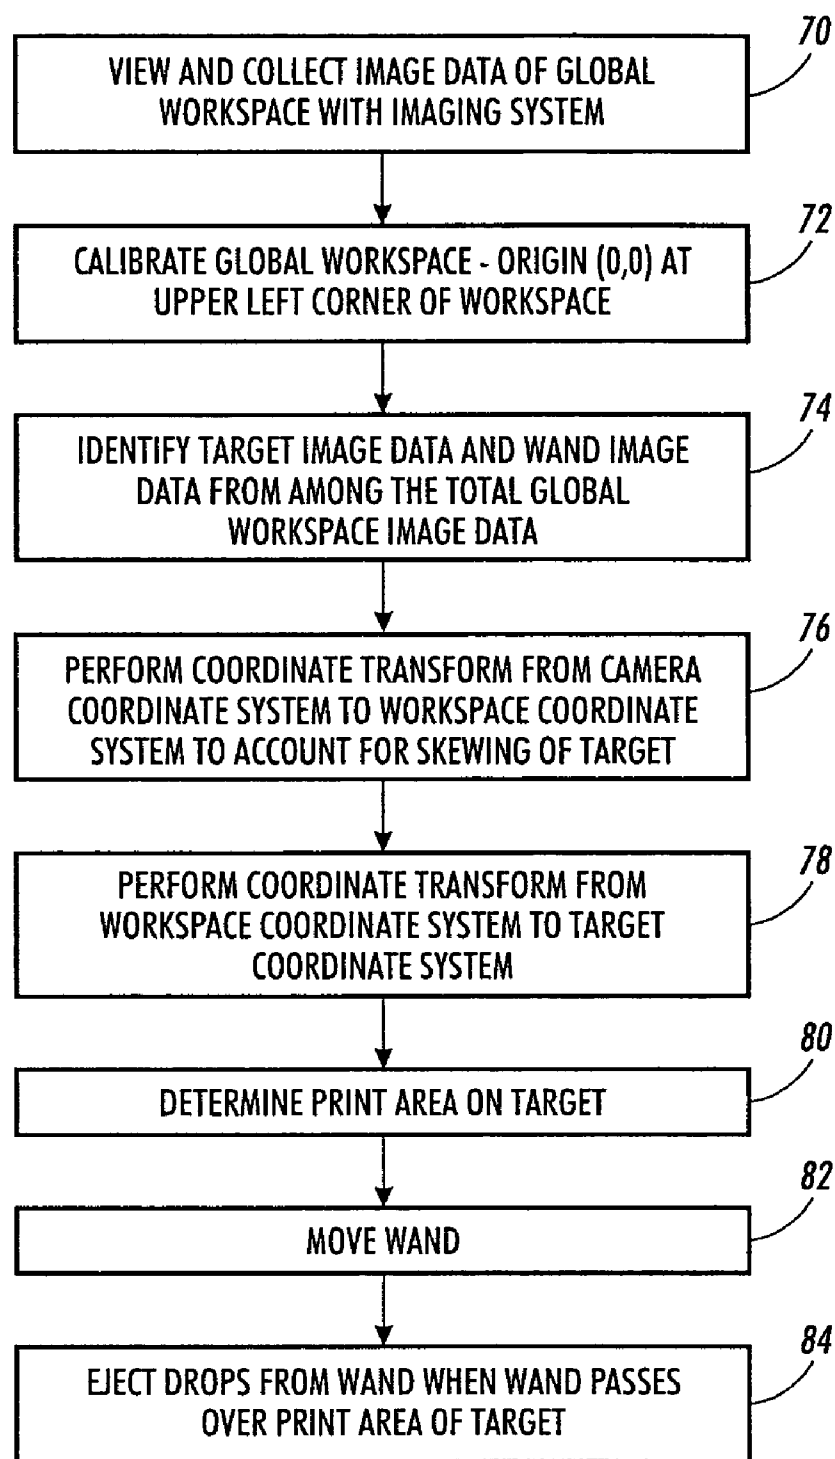 70
VIEW AND COLLECT IMAGE DATA OF GLOBAL
WORKSPACE WITH IMAGING SYSTEM
72
CALIBRATE GLOBAL WORKSPACE - ORIGIN (0,0) AT
UPPER LEFT CORNER OF WORKSPACE
74
IDENTIFY TARGET IMAGE DATA AND WAND IMAGE
DATA FROM AMONG THE TOTAL GLOBAL
WORKSPACE IMAGE DATA
76
PERFORM COORDINATE TRANSFORM FROM CAMERA
COORDINATE SYSTEM TO WORKSPACE COORDINATE
SYSTEM TO ACCOUNT FOR SKEWING OF TARGET
78
PERFORM COORDINATE TRANSFORM FROM
WORKSPACE COORDINATE SYSTEM TO TARGET
COORDINATE SYSTEM
80
DETERMINE PRINT AREA ON TARGET
82
MOVE WAND
84
EJECT DROPS FROM WAND WHEN WAND PASSES
OVER PRINT AREA OF TARGET